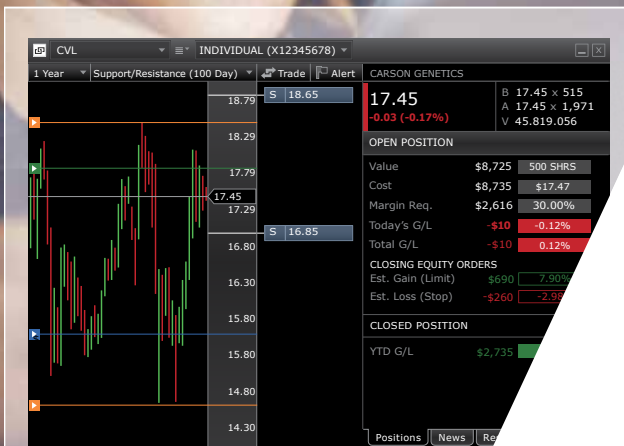 CVL INDIVIDUAL (X12345678)
1 Year Support/Resistance (100 Day) Trade Alert
18.79
18.29
17.79
17.45
17.29
16.80
16.30
15.80
15.80
14.80
14.30
S 18.65
S 16.85
CARSON GENETICS
17.45
-0.03 (-0.17%)
B 17.45 x 515
A 17.45 x 1,971
V 45.819.056
OPEN POSITION
Value $8,725 500 SHRS
Cost $8,735 $17.47
Margin Req. $2,616 30.00%
Today's G/L -$10 -0.12%
Total G/L -$10 0.12%
CLOSING EQUITY ORDERS
Est. Gain (Limit) $690 7.90%
Est. Loss (Stop) -$260
CLOSED POSITION
YTD G/L $2,735
Positions News